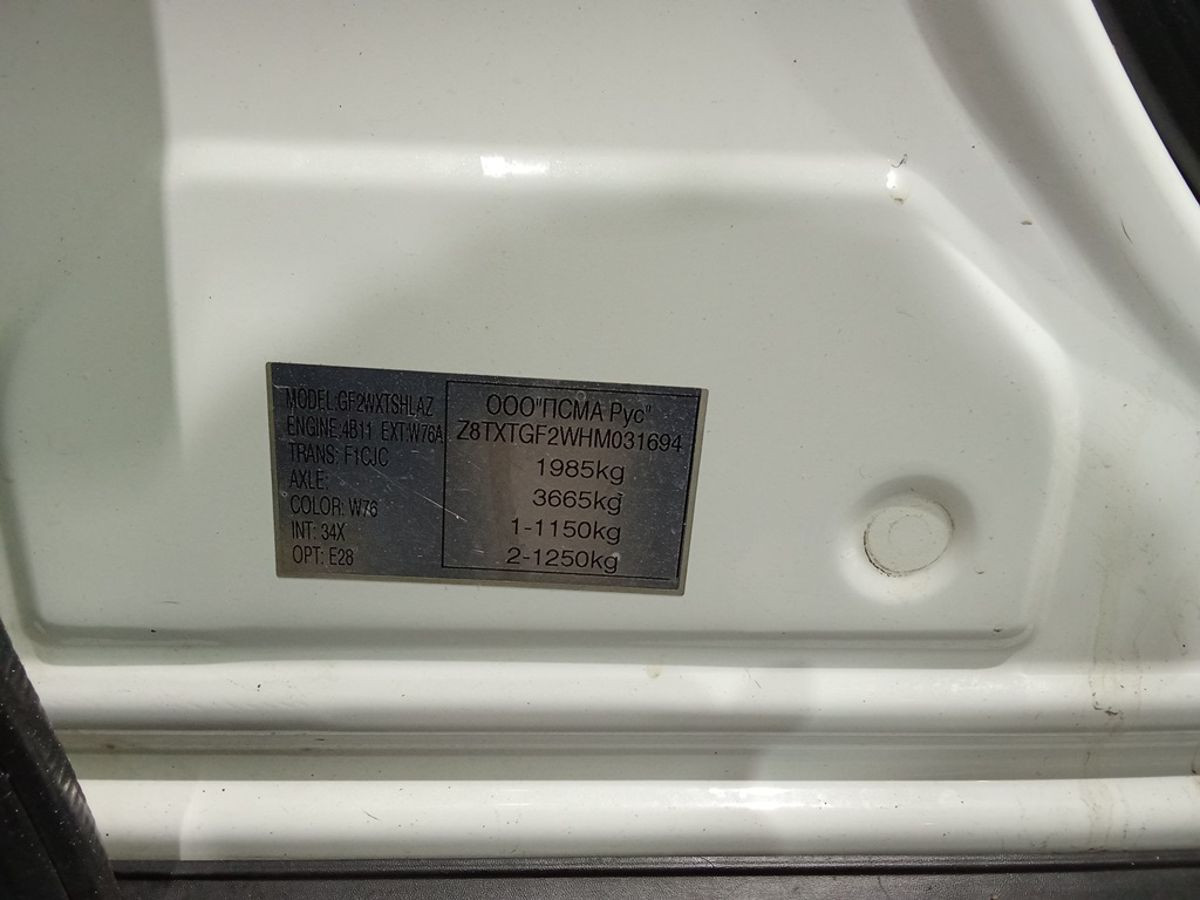 MODEL:GF2WXTSHLAZ
ENGINE:4B11 EXT:W76A
TRANS: F1CJC
AXLE:
COLOR: W76
INT: 34X
OPT: E28
ООО"ПСМА Рус"
Z8TXTGF2WHM031694
1985kg
3665kg
1-1150kg
2-1250kg